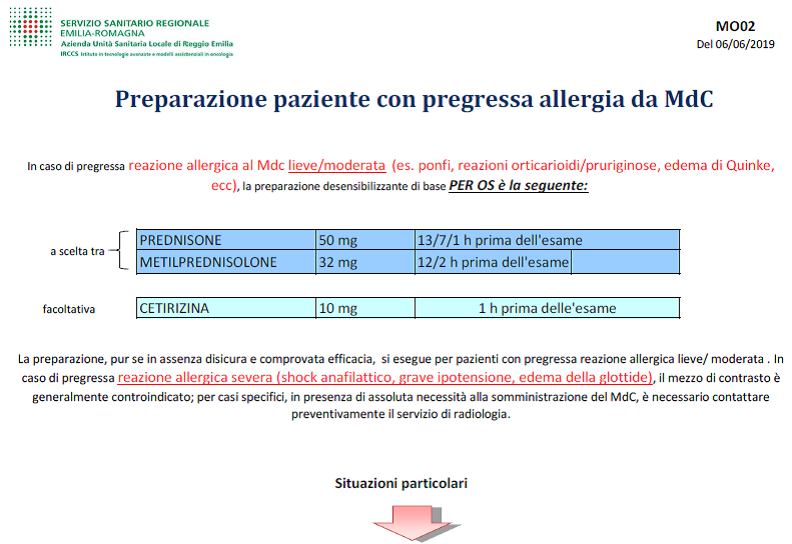 SERVIZIO SANITARIO REGIONALE
EMILIA-ROMAGNA
Azienda Unità Sanitaria Locale di Reggio Emilia
IRCCS Istituto in tecnologie avanzate e modelli assistenziali in oncologia
MO02
Del 06/06/2019
Preparazione paziente con pregressa allergia da MdC
In caso di pregressa reazione allergica al Mdc lieve/moderata (es. ponfi, reazioni orticarioidi/pruriginose, edema di Quinke,
ecc), la preparazione desensibilizzante di base PER OS è la seguente:
a scelta tra
PREDNISONE 50 mg 13/7/1 h prima dell'esame
METILPREDNISOLONE 32 mg 12/2 h prima dell'esame
facoltativa CETIRIZINA 10 mg 1 h prima delle'esame
La preparazione, pur se in assenza disicura e comprovata efficacia, si esegue per pazienti con pregressa reazione allergica lieve/ moderata . In
caso di pregressa reazione allergica severa (shock anafilattico, grave ipotensione, edema della glottide), il mezzo di contrasto è
generalmente controindicato; per casi specifici, in presenza di assoluta necessità alla somministrazione del MdC, è necessario contattare
preventivamente il servizio di radiologia.
Situazioni particolari